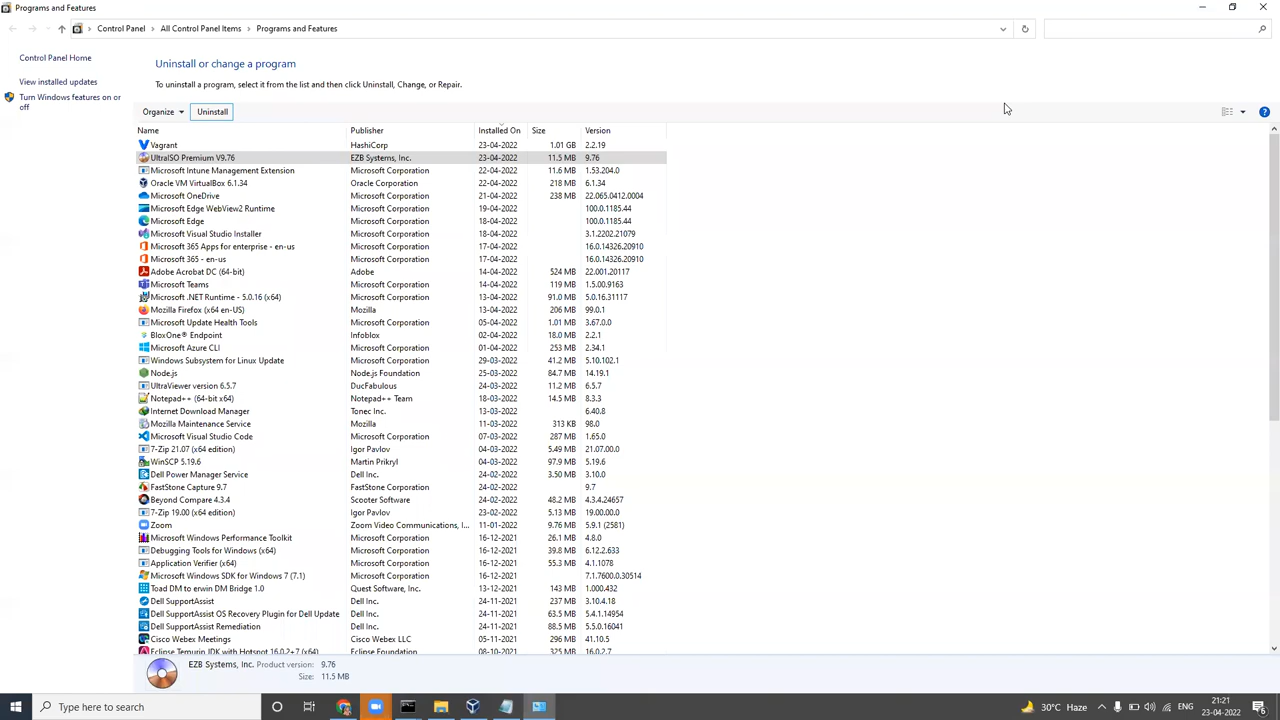 Programs and Features
Control Panel > All Control Panel Items > Programs and Features
Control Panel Home
View installed updates
Turn Windows features on or
off
Uninstall or change a program
To uninstall a program, select it from the list and then click Uninstall, Change, or Repair.
Organize Uninstall
Name Publisher Installed On Size Version
Vagrant HashiCorp 23-04-2022 1.01 GB 2.2.19
UltraISO Premium V9.76 EZB Systems, Inc. 23-04-2022 11.5 MB 9.76
Microsoft Intune Management Extension Microsoft Corporation 22-04-2022 11.6 MB 1.53.204.0
Oracle VM VirtualBox 6.1.34 Oracle Corporation 22-04-2022 218 MB 6.1.34
Microsoft OneDrive Microsoft Corporation 21-04-2022 238 MB 22.065.0412.0004
Microsoft Edge WebView2 Runtime Microsoft Corporation 19-04-2022 100.0.1185.44
Microsoft Edge Microsoft Corporation 18-04-2022 100.0.1185.44
Microsoft Visual Studio Installer Microsoft Corporation 18-04-2022 3.1.2202.21079
Microsoft 365 Apps for enterprise - en-us Microsoft Corporation 17-04-2022 16.0.14326.20910
Microsoft 365 - en-us Microsoft Corporation 17-04-2022 16.0.14326.20910
Adobe Acrobat DC (64-bit) Adobe 14-04-2022 524 MB 22.001.20117
Microsoft Teams Microsoft Corporation 14-04-2022 119 MB 1.5.00.9163
Microsoft .NET Runtime - 5.0.16 (x64) Microsoft Corporation 13-04-2022 91.0 MB 5.0.16.31117
Mozilla Firefox (x64 en-US) Mozilla 13-04-2022 206 MB 99.0.1
Microsoft Update Health Tools Microsoft Corporation 05-04-2022 1.01 MB 3.67.0.0
BloxOne® Endpoint Infoblox 02-04-2022 18.0 MB 2.2.1
Microsoft Azure CLI Microsoft Corporation 01-04-2022 253 MB 2.34.1
Windows Subsystem for Linux Update Microsoft Corporation 29-03-2022 41.2 MB 5.10.102.1
Node.js Node.js Foundation 25-03-2022 84.7 MB 14.19.1
UltraViewer version 6.5.7 DucFabulous 24-03-2022 11.2 MB 6.5.7
Notepad++ (64-bit x64) Notepad++ Team 18-03-2022 14.5 MB 8.3.3
Internet Download Manager Tonec Inc. 13-03-2022 6.40.8
Mozilla Maintenance Service Mozilla 11-03-2022 313 KB 98.0
Microsoft Visual Studio Code Microsoft Corporation 07-03-2022 287 MB 1.65.0
7-Zip 21.07 (x64 edition) Igor Pavlov 04-03-2022 5.49 MB 21.07.00.0
WinSCP 5.19.6 Martin Prikryl 04-03-2022 97.9 MB 5.19.6
Dell Power Manager Service Dell Inc. 24-02-2022 3.50 MB 3.10.0
FastStone Capture 9.7 FastStone Corporation 24-02-2022 9.7
Beyond Compare 4.3.4 Scooter Software 24-02-2022 48.2 MB 4.3.4.24657
7-Zip 19.00 (x64 edition) Igor Pavlov 23-02-2022 5.13 MB 19.00.00.0
Zoom Zoom Video Communications, I... 11-01-2022 9.76 MB 5.9.1 (2581)
Microsoft Windows Performance Toolkit Microsoft Corporation 16-12-2021 26.1 MB 4.8.0
Debugging Tools for Windows (x64) Microsoft Corporation 16-12-2021 39.8 MB 6.12.2.633
Application Verifier (x64) Microsoft Corporation 16-12-2021 55.3 MB 4.1.1078
Microsoft Windows SDK for Windows 7 (7.1) Microsoft Corporation 16-12-2021 7.1.7600.0.30514
Toad DM to erwin DM Bridge 1.0 Quest Software, Inc. 13-12-2021 143 MB 1.000.432
Dell SupportAssist Dell Inc. 24-11-2021 237 MB 3.10.4.18
Dell SupportAssist OS Recovery Plugin for Dell Update Dell Inc. 24-11-2021 63.5 MB 5.4.1.14954
Dell SupportAssist Remediation Dell Inc. 24-11-2021 88.5 MB 5.5.0.16041
Cisco Webex Meetings Cisco Webex LLC 05-11-2021 296 MB 41.10.5
Eclipse Temurin JDK with Hotspot 16.0.2+7 (x64) Eclipse Foundation 08-10-2021 325 MB 16.0.2.7
EZB Systems, Inc. Product version: 9.76
Size: 11.5 MB
Type here to search
30°C Haze
ENG
21:21
23-04-2022
5